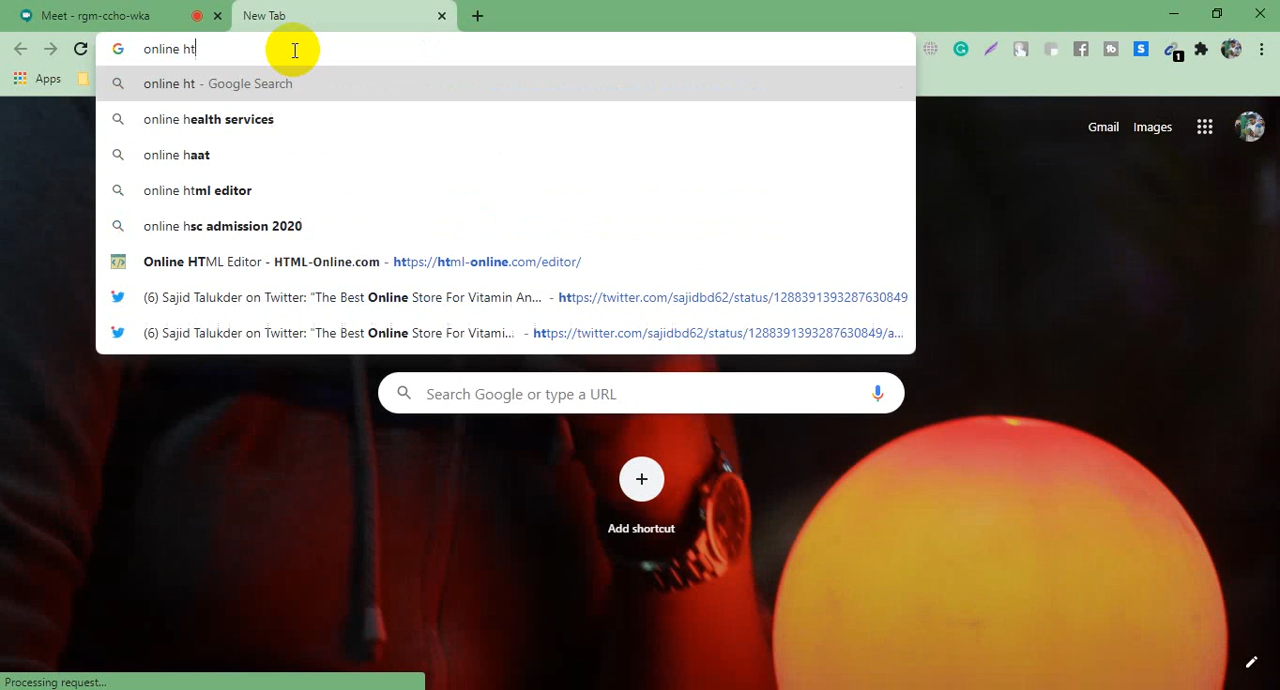 Meet - rgm-ccho-wka
New Tab
online ht
1
Apps
online ht - Google Search
online health services
online haat
online html editor
online hsc admission 2020
Online HTML Editor - HTML-Online.com - https://html-online.com/editor/
(6) Sajid Talukder on Twitter: "The Best Online Store For Vitamin An... - https://twitter.com/sajidbd62/status/1288391393287630849
(6) Sajid Talukder on Twitter: "The Best Online Store For Vitami... - https://twitter.com/sajidbd62/status/1288391393287630849/a...
Gmail Images
Search Google or type a URL
Add shortcut
Processing request...